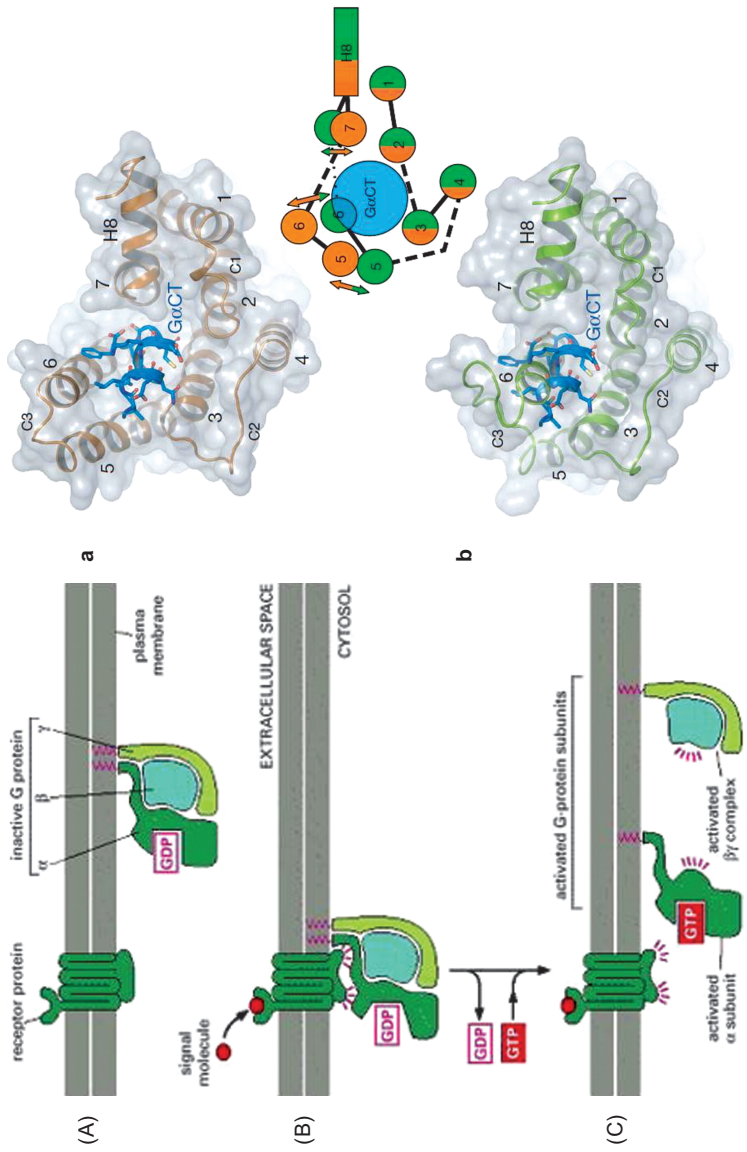 (A)
receptor protein
inactive G protein
α
β
γ
GDP
plasma
membrane
(B)
signal
molecule
EXTRACELLULAR SPACE
CYTOSOL
GDP
GDP
GTP
(C)
activated G-protein subunits
GTP
activated
α subunit
activated
βγ complex
a
C3
6
5
7
H8
GαCT
3
C2
4
2
C1
1
6
5
6
5
7
H8
GαCT
3
4
2
1
b
C3
6
5
7
H8
GαCT
3
C2
4
2
C1
1